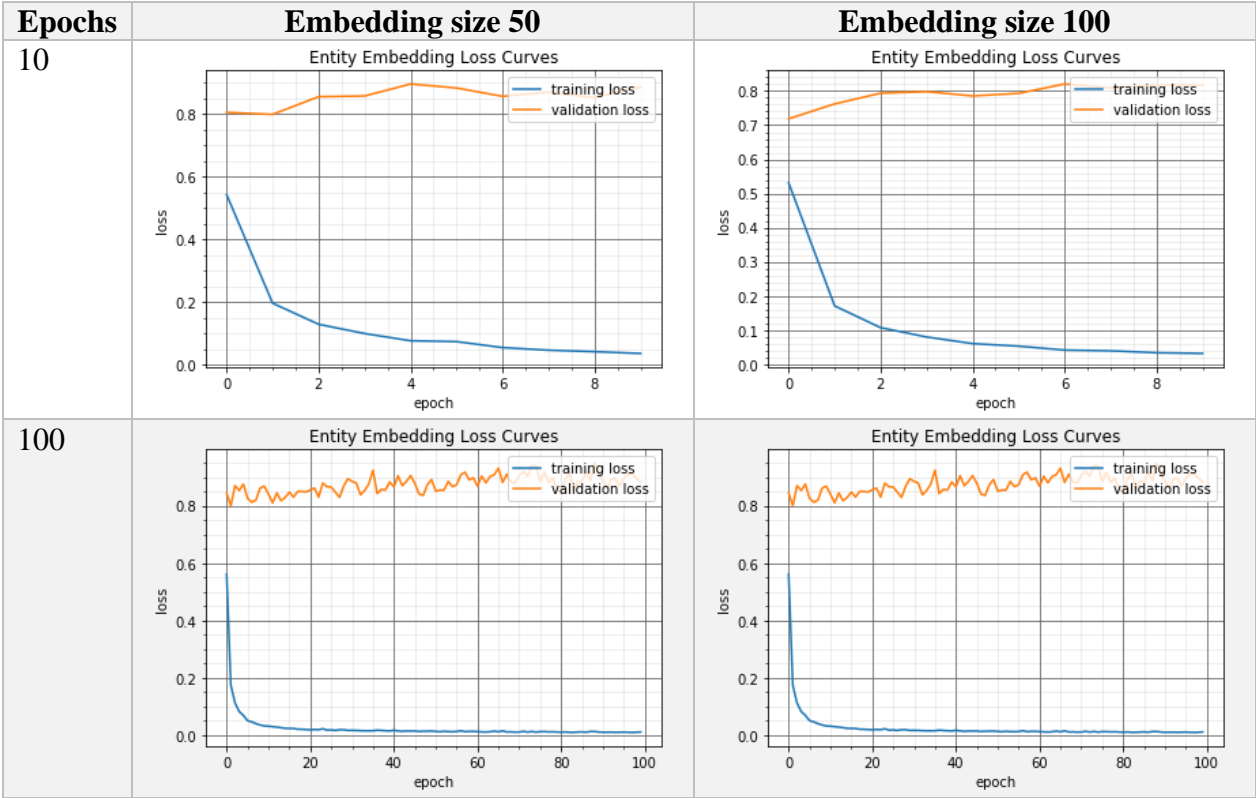 Epochs Embedding size 50 Embedding size 100
10
Entity Embedding Loss Curves
training loss
validation loss
loss
0.8
0.6
0.4
0.2
0.0
0 2 4 6 8
epoch
Entity Embedding Loss Curves
training loss
validation loss
loss
0.8
0.7
0.6
0.5
0.4
0.3
0.2
0.1
0.0
0 2 4 6 8
epoch
100
Entity Embedding Loss Curves
training loss
validation loss
loss
0.8
0.6
0.4
0.2
0.0
0 20 40 60 80 100
epoch
Entity Embedding Loss Curves
training loss
validation loss
loss
0.8
0.6
0.4
0.2
0.0
0 20 40 60 80 100
epoch